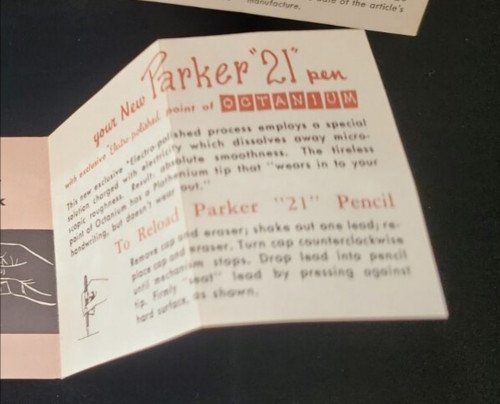 of the article's
manufacture.
your New Parker "21" pen
with exclusive "Electro-polished" point of OCTANIUM
This new exclusive "Electro-polished process employs a special
solution charged with electricity which dissolves away micro-
scopic roughness. Result, absolute smoothness. The tireless
point of Octanium has a Plathenium tip that "wears in to your
handwriting, but doesn't wear out."
To Reload Parker "21" Pencil
Remove cap and eraser; shake out one lead; re-
place cap and eraser. Turn cap counterclockwise
until mechanism stops. Drop lead into pencil
tip. Firmly "seat" lead by pressing against
hard surface, as shown.